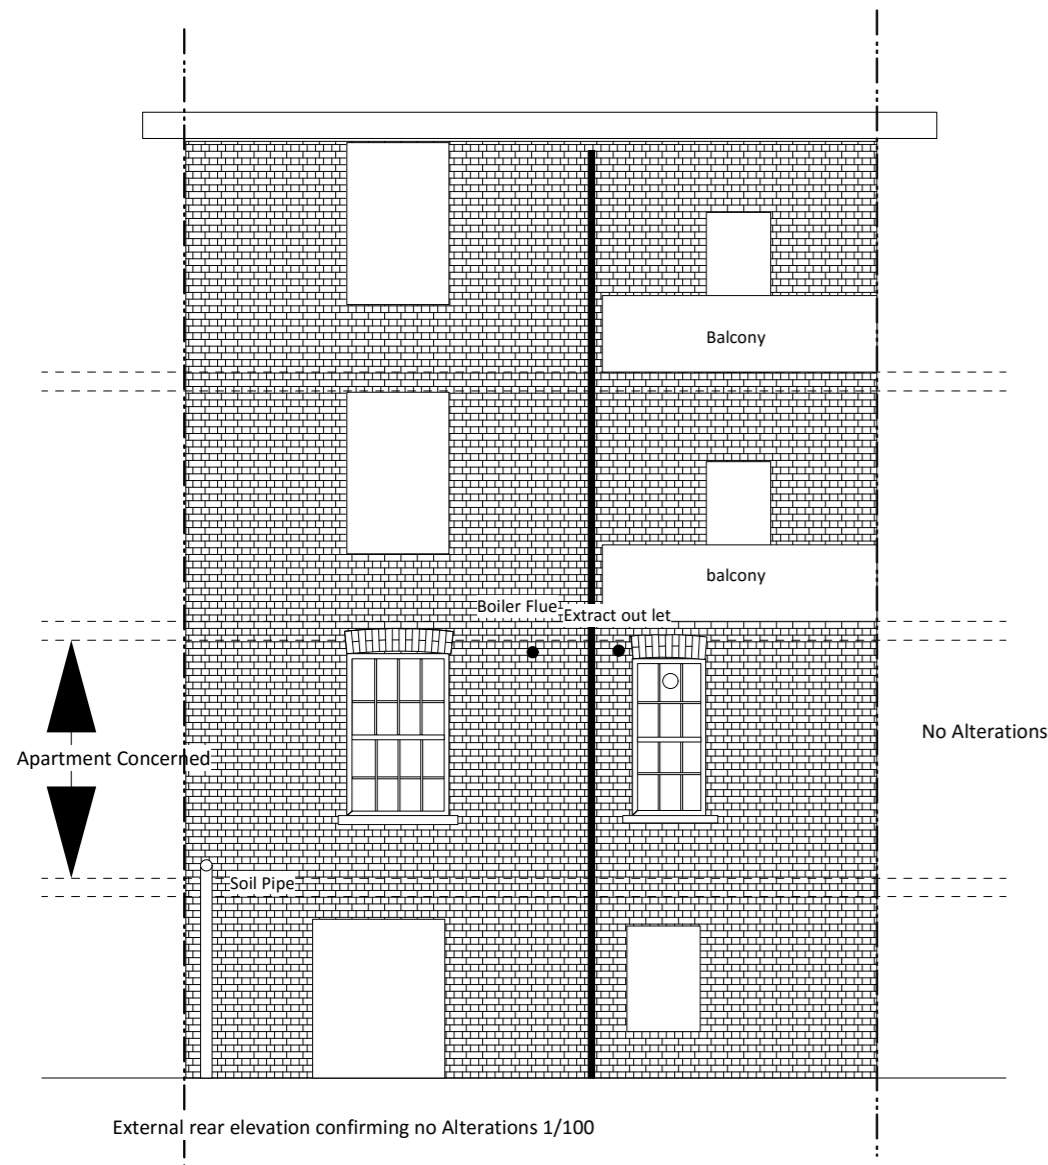 Balcony
balcony
Boiler Flue
Extract out let
No Alterations
Apartment Concerned
Soil Pipe
External rear elevation confirming no Alterations 1/100